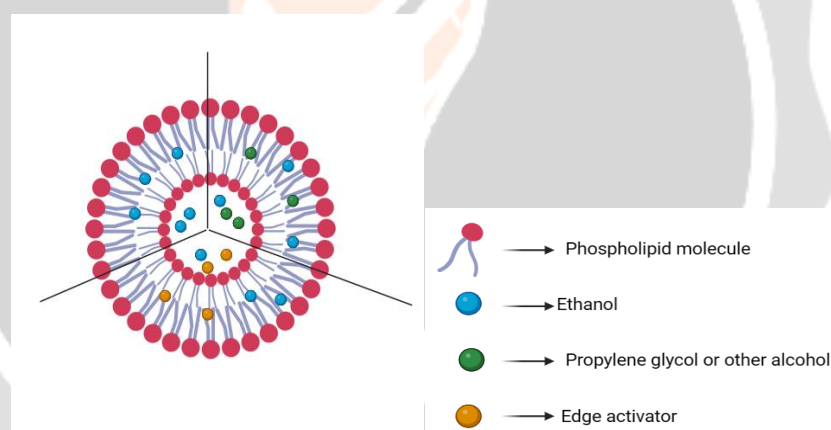 Phospholipid molecule
Ethanol
Propylene glycol or other alcohol
Edge activator